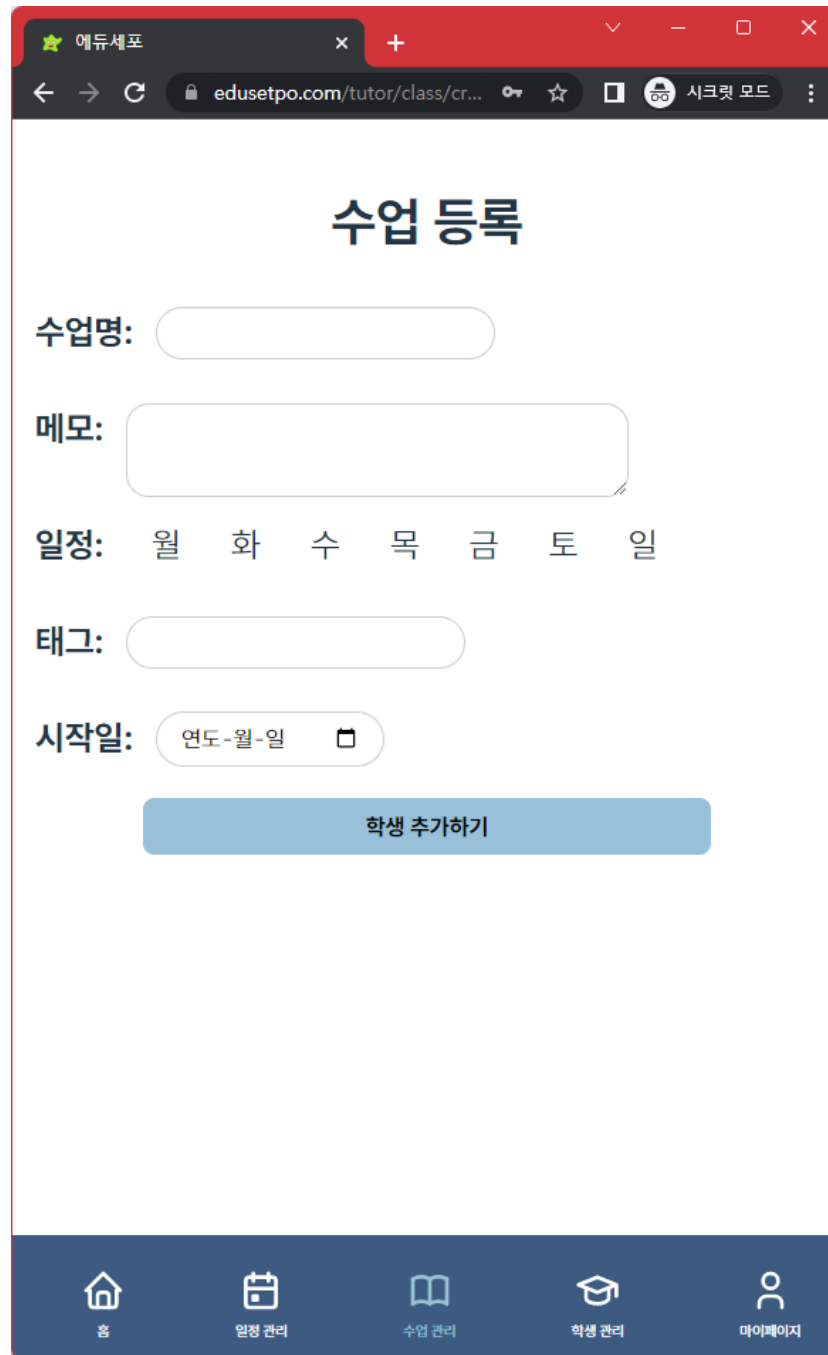 에듀세포
edusetpo.com/tutor/class/cr...
시크릿 모드
수업 등록
수업명:
메모:
일정: 월 화 수 목 금 토 일
태그:
시작일: 연도-월-일
학생 추가하기
홈 일정 관리 수업 관리 학생 관리 마이페이지